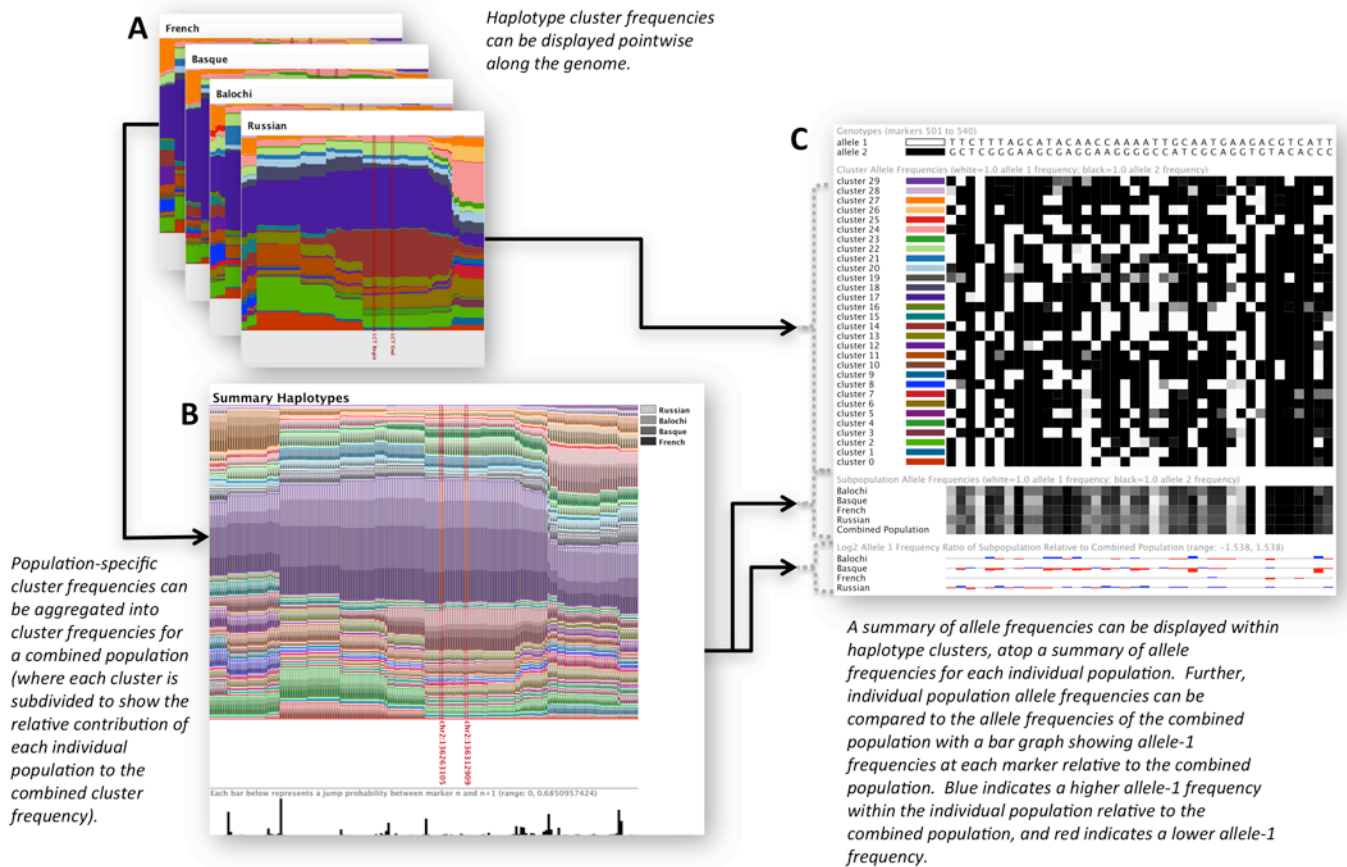 A
French
Basque
Balochi
Russian
LCT Begin
LCT End
Haplotype cluster frequencies
can be displayed pointwise
along the genome.
B
Summary Haplotypes
Russian
Balochi
Basque
French
chr2:136263105
chr2:136312909
Each bar below represents a jump probability between marker n and n+1 (range: 0, 0.6850957424)
Population-specific
cluster frequencies can
be aggregated into
cluster frequencies for
a combined population
(where each cluster is
subdivided to show the
relative contribution of
each individual
population to the
combined cluster
frequency).
C
Genotypes (markers 501 to 540)
allele 1 TTCTTTAGCATACAACCAAAATTGCAATGAAGACGTCATT
allele 2 GCTCGGGAAGCGAGGAAGGGGCCATCGCAGGTGTACACCC
Cluster Allele Frequencies (white=1.0 allele 1 frequency; black=1.0 allele 2 frequency)
cluster 29
cluster 28
cluster 27
cluster 26
cluster 25
cluster 24
cluster 23
cluster 22
cluster 21
cluster 20
cluster 19
cluster 18
cluster 17
cluster 16
cluster 15
cluster 14
cluster 13
cluster 12
cluster 11
cluster 10
cluster 9
cluster 8
cluster 7
cluster 6
cluster 5
cluster 4
cluster 3
cluster 2
cluster 1
cluster 0
Subpopulation Allele Frequencies (white=1.0 allele 1 frequency; black=1.0 allele 2 frequency)
Balochi
Basque
French
Russian
Combined Population
Log2 Allele 1 Frequency Ratio of Subpopulation Relative to Combined Population (range: -1.538, 1.538)
Balochi
Basque
French
Russian
A summary of allele frequencies can be displayed within
haplotype clusters, atop a summary of allele
frequencies for each individual population. Further,
individual population allele frequencies can be
compared to the allele frequencies of the combined
population with a bar graph showing allele-1
frequencies at each marker relative to the combined
population. Blue indicates a higher allele-1 frequency
within the individual population relative to the
combined population, and red indicates a lower allele-1
frequency.